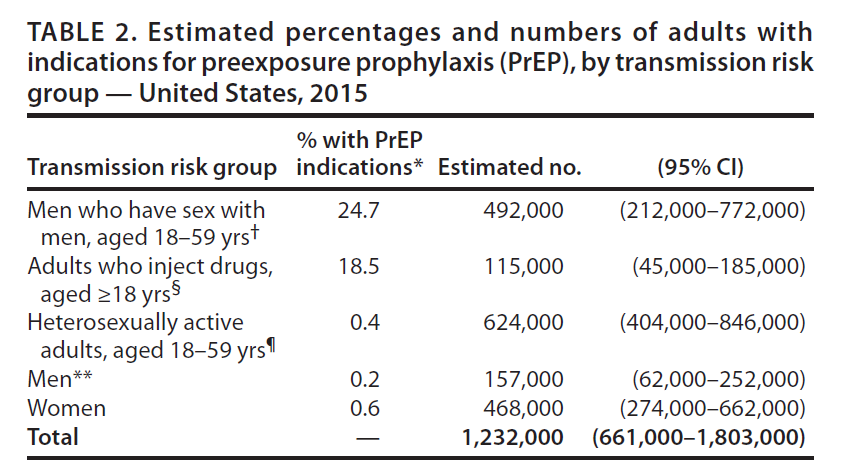 TABLE 2. Estimated percentages and numbers of adults with
indications for preexposure prophylaxis (PrEP), by transmission risk
group — United States, 2015
% with PrEP
Transmission risk group indications* Estimated no. (95% CI)
Men who have sex with 24.7 492,000 (212,000–772,000)
men, aged 18–59 yrs†
Adults who inject drugs, 18.5 115,000 (45,000–185,000)
aged ≥18 yrs§
Heterosexually active 0.4 624,000 (404,000–846,000)
adults, aged 18–59 yrs¶
Men** 0.2 157,000 (62,000–252,000)
Women 0.6 468,000 (274,000–662,000)
Total — 1,232,000 (661,000–1,803,000)